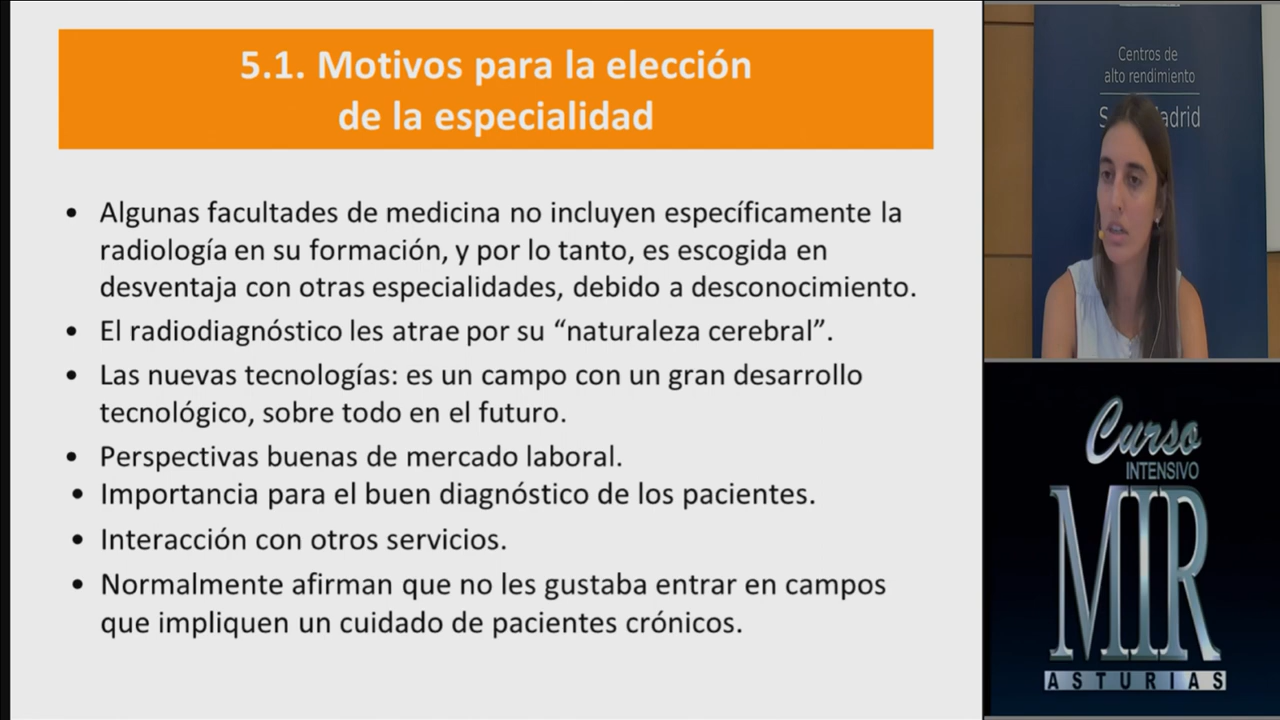 5.1. Motivos para la elección
de la especialidad
• Algunas facultades de medicina no incluyen específicamente la
radiología en su formación, y por lo tanto, es escogida en
desventaja con otras especialidades, debido a desconocimiento.
• El radiodiagnóstico les atrae por su “naturaleza cerebral”.
• Las nuevas tecnologías: es un campo con un gran desarrollo
tecnológico, sobre todo en el futuro.
• Perspectivas buenas de mercado laboral.
• Importancia para el buen diagnóstico de los pacientes.
• Interacción con otros servicios.
• Normalmente afirman que no les gustaba entrar en campos
que impliquen un cuidado de pacientes crónicos.
Centros de
alto rendimiento
Curso
INTENSIVO
MIR
ASTURIAS